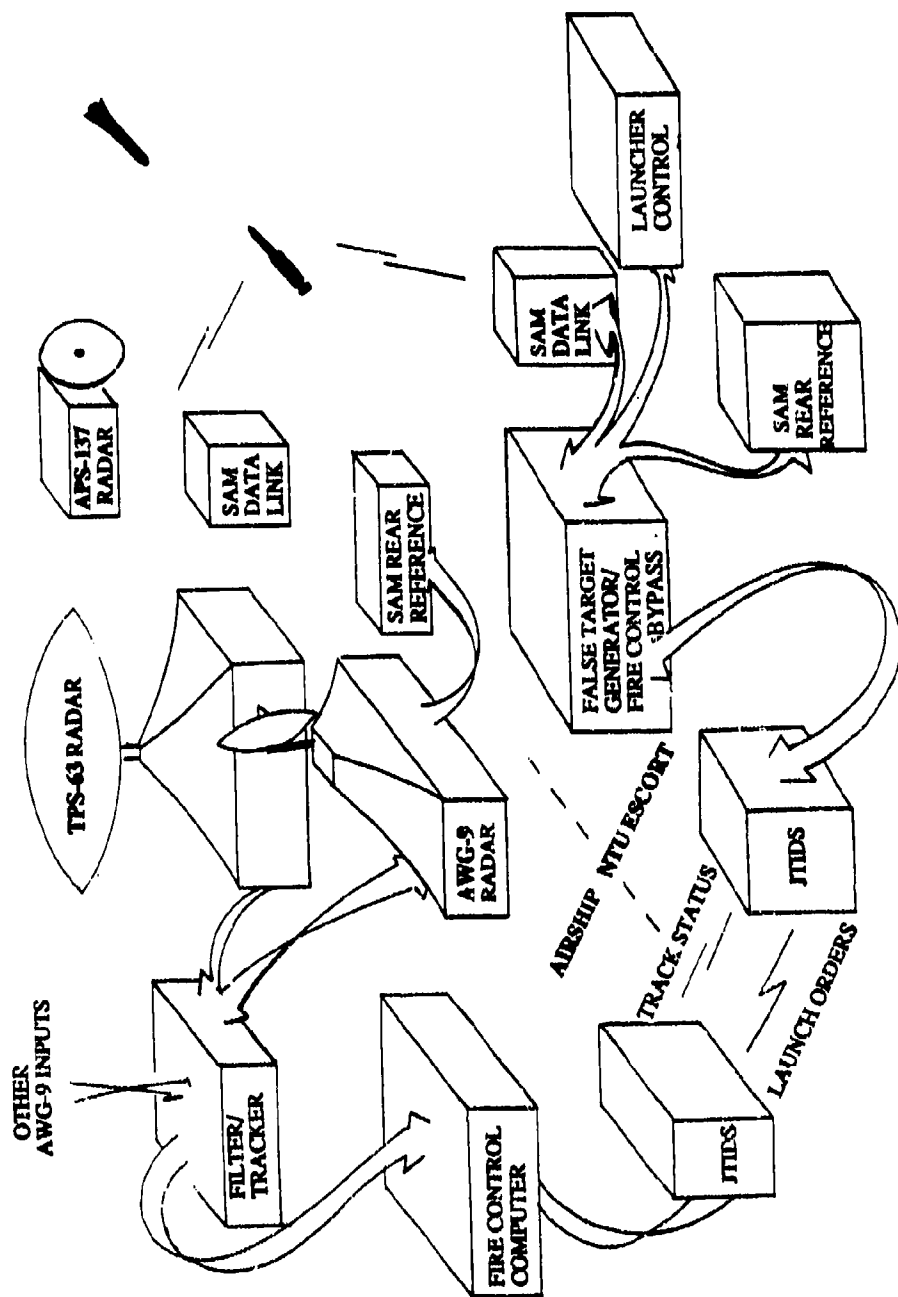 OTHER
AWG-9 INPUTS
TPS-63 RADAR
APS-137
RADAR
SAM
DATA
LINK
FILTER/
TRACKER
AWG-9
RADAR
SAM REAR
REFERENCE
FIRE CONTROL
COMPUTER
AIRSHIP
NTU ESCORT
SAM
DATA
LINK
FALSE TARGET
GENERATOR/
FIRE CONTROL
BYPASS
LAUNCHER
CONTROL
TRACK STATUS
JTIDS
LAUNCH ORDERS
JTIDS
SAM
REAR
REFERENCE